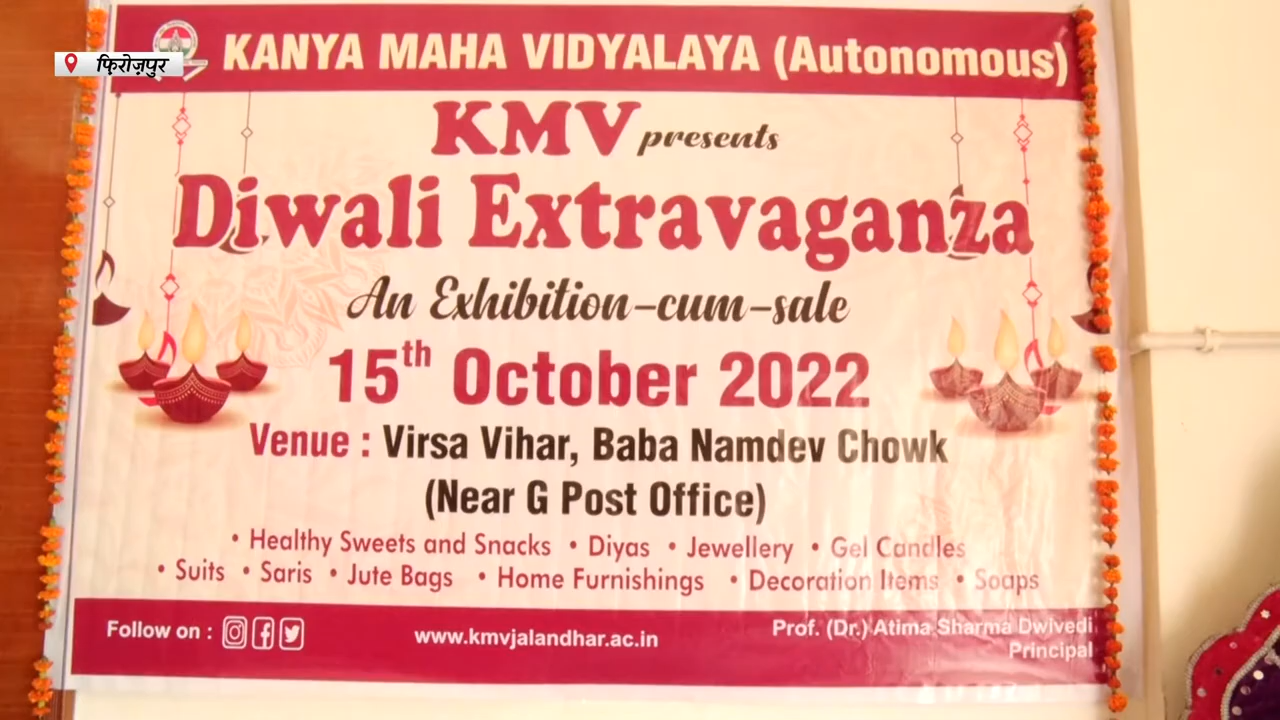 फ़िरोज़पुर
KANYA MAHA VIDYALAYA (Autonomous)
KMV presents
Diwali Extravaganza
An Exhibition-cum-sale
15th October 2022
Venue : Virsa Vihar, Baba Namdev Chowk
(Near G Post Office)
• Healthy Sweets and Snacks • Diyas • Jewellery • Gel Candles
• Suits • Saris • Jute Bags • Home Furnishings • Decoration Items • Soaps
Follow on :
www.kmvjalandhar.ac.in
Prof. (Dr.) Atima Sharma Dwivedi
Principal